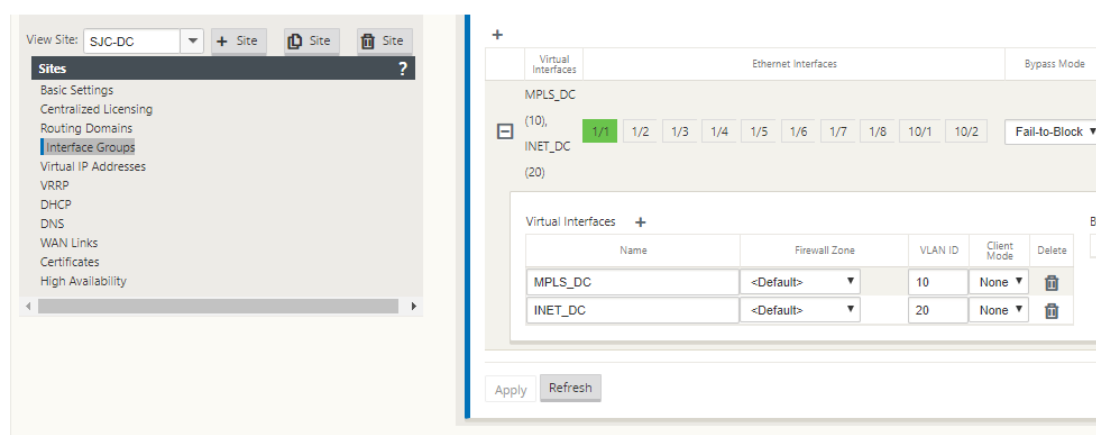 View Site: SJC-DC + Site Site Site
Sites ?
Basic Settings
Centralized Licensing
Routing Domains
Interface Groups
Virtual IP Addresses
VRRP
DHCP
DNS
WAN Links
Certificates
High Availability
+
Virtual Interfaces Ethernet Interfaces Bypass Mode
MPLS_DC
(10),
INET_DC
(20)
1/1 1/2 1/3 1/4 1/5 1/6 1/7 1/8 10/1 10/2 Fail-to-Block
Virtual Interfaces + B
Name Firewall Zone VLAN ID Client Mode Delete
MPLS_DC <Default> 10 None
INET_DC <Default> 20 None
Apply Refresh